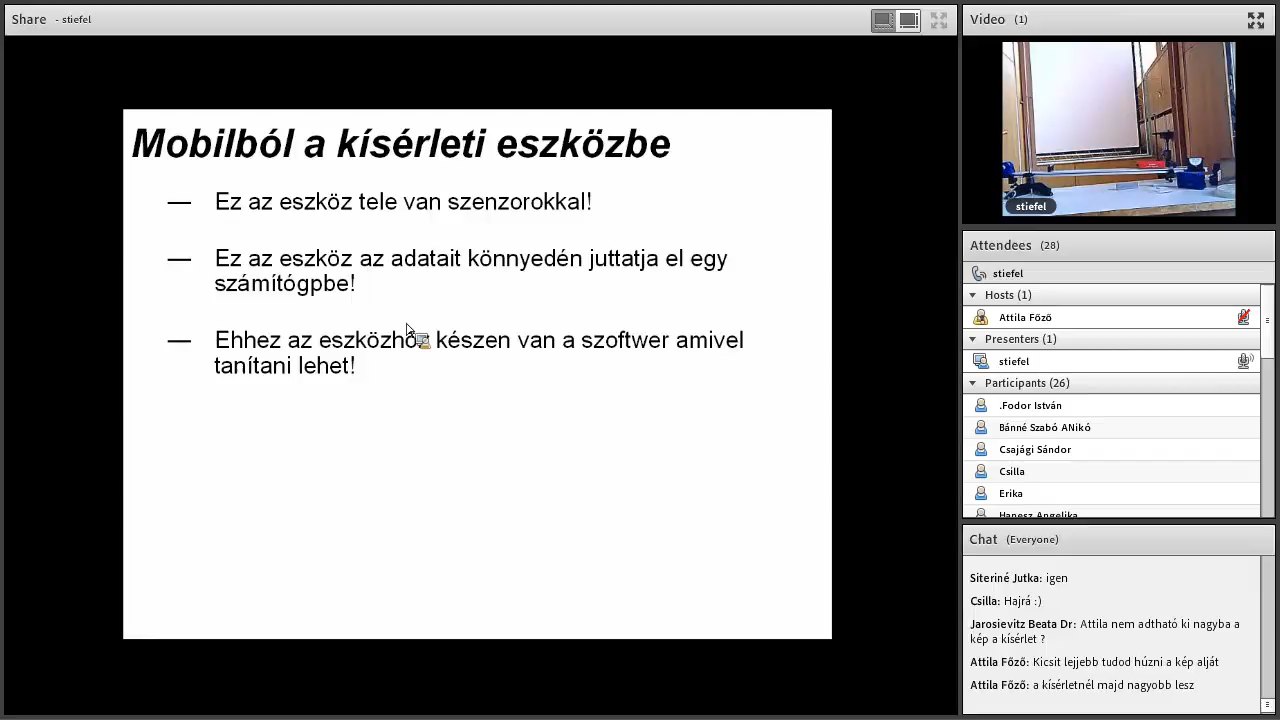 Share - stiefel
Mobilból a kísérleti eszközbe
— Ez az eszköz tele van szenzorokkal!
— Ez az eszköz az adatait könnyedén juttatja el egy
számítógpbe!
— Ehhez az eszközhöz készen van a szoftwer amivel
tanítani lehet!
Video (1)
stiefel
Attendees (28)
stiefel
Hosts (1)
Attila Főző
Presenters (1)
stiefel
Participants (26)
.Fodor István
Bánné Szabó ANikó
Csajági Sándor
Csilla
Erika
Hanesz Angelika
Chat (Everyone)
Siteriné Jutka: igen
Csilla: Hajrá :)
Jarosievitz Beata Dr: Attila nem adtható ki nagyba a
kép a kísérlet ?
Attila Főző: Kicsit lejjebb tudod húzni a kép alját
Attila Főző: a kísérletnél majd nagyobb lesz